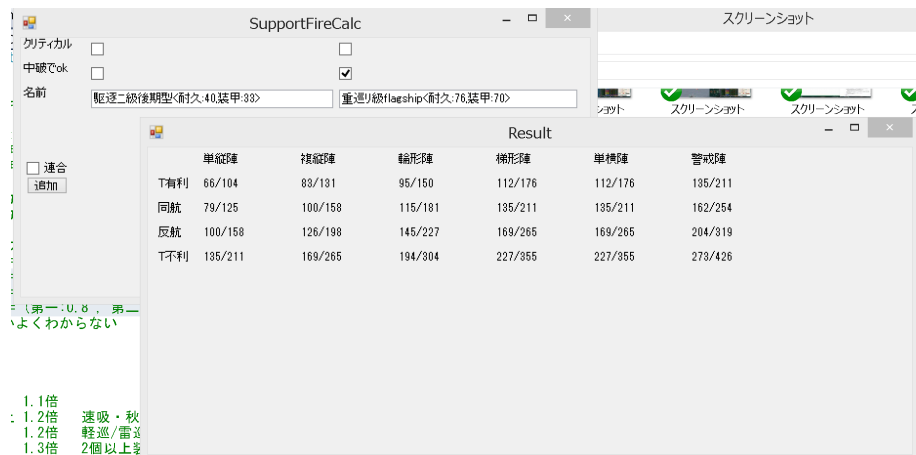 SupportFireCalc
スクリーンショット
クリティカル
中破でok
名前 駆逐ニ級後期型<耐久:40,装甲:33> 重巡リ級flagship<耐久:76,装甲:70>
スクリーンショット スクリーンショット
Result
単縦陣 複縦陣 輪形陣 梯形陣 単横陣 警戒陣
連合
追加
T有利 66/104 83/131 95/150 112/176 112/176 135/211
同航 79/125 100/158 115/181 135/211 135/211 162/254
反航 100/158 126/198 145/227 169/265 169/265 204/319
T不利 135/211 169/265 194/304 227/355 227/355 273/426
(第一:0.8 , 第二
よくわからない
1.1倍
1.2倍 速吸・秋
1.2倍 軽巡/雷巡
1.3倍 2個以上装